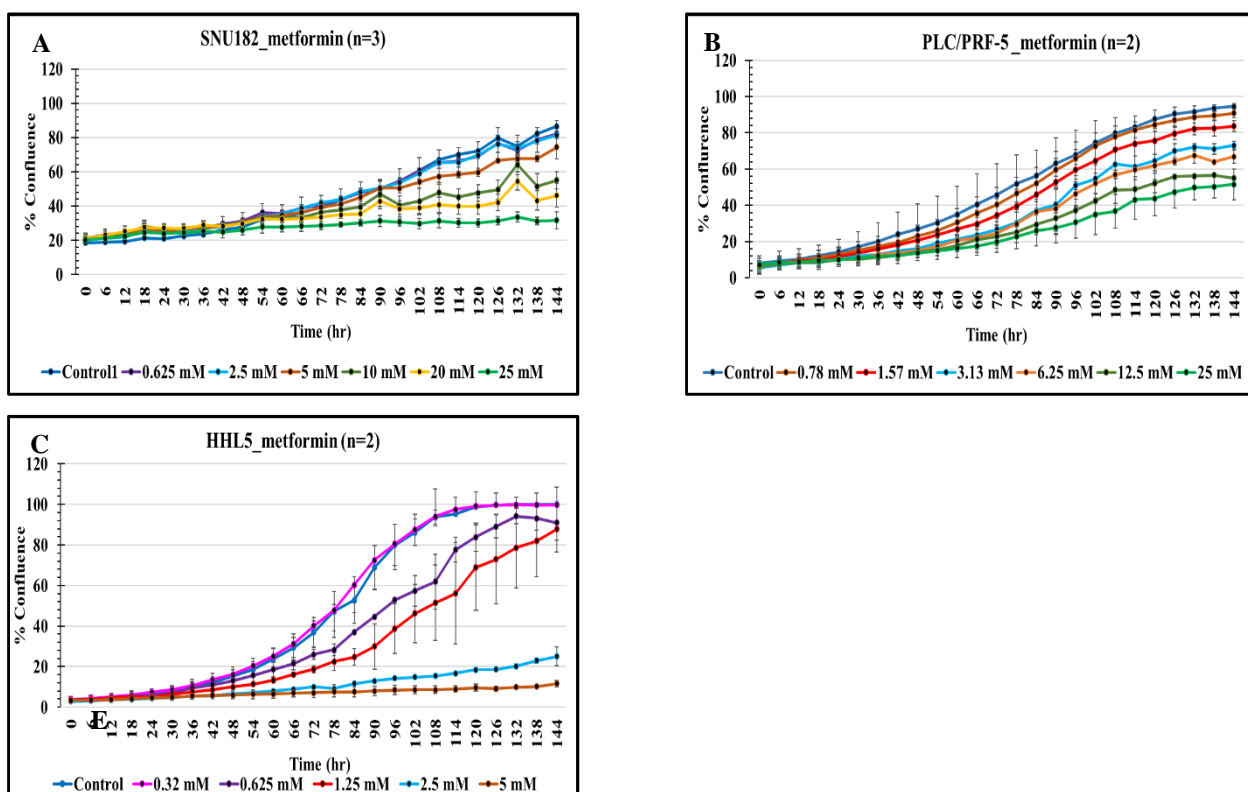 A
SNU182_metformin (n=3)
% Confluence
120
100
80
60
40
20
0
0 6 12 18 24 30 36 42 48 54 60 66 72 78 84 90 96 102 108 114 120 126 132 138 144
Time (hr)
Control1 0.625 mM 2.5 mM 5 mM 10 mM 20 mM 25 mM
B
PLC/PRF-5_metformin (n=2)
% Conflurence
120
100
80
60
40
20
0
0 6 12 18 24 30 36 42 48 54 60 66 72 78 84 90 96 102 108 114 120 126 132 138 144
Time (hr)
Control 0.78 mM 1.57 mM 3.13 mM 6.25 mM 12.5 mM 25 mM
C
HHL5_metformin (n=2)
% Confluence
120
100
80
60
40
20
0
0 6 12 18 24 30 36 42 48 54 60 66 72 78 84 90 96 102 108 114 120 126 132 138 144
E
Time (hr)
Control 0.32 mM 0.625 mM 1.25 mM 2.5 mM 5 mM